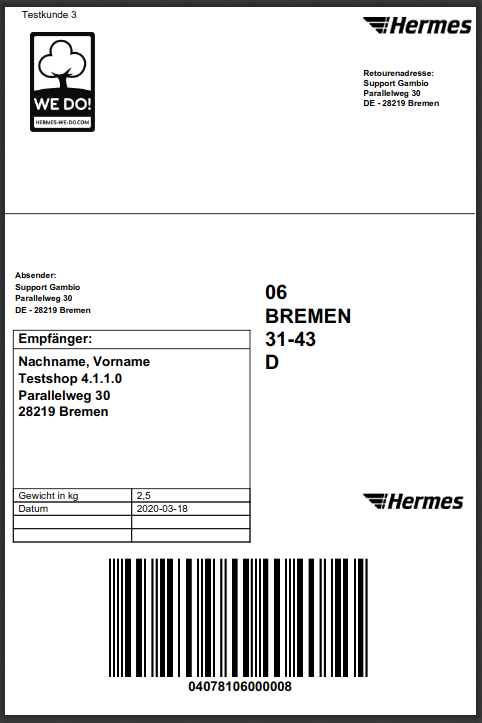 Testkunde 3
Hermes
WE DO!
HERMES-WE-DO.COM
Retourenadresse:
Support Gambio
Parallelweg 30
DE - 28219 Bremen
Absender:
Support Gambio
Parallelweg 30
DE - 28219 Bremen
06
BREMEN
31-43
D
Empfänger:
Nachname, Vorname
Testshop 4.1.1.0
Parallelweg 30
28219 Bremen
Gewicht in kg 2,5
Datum 2020-03-18
Hermes
04078106000008